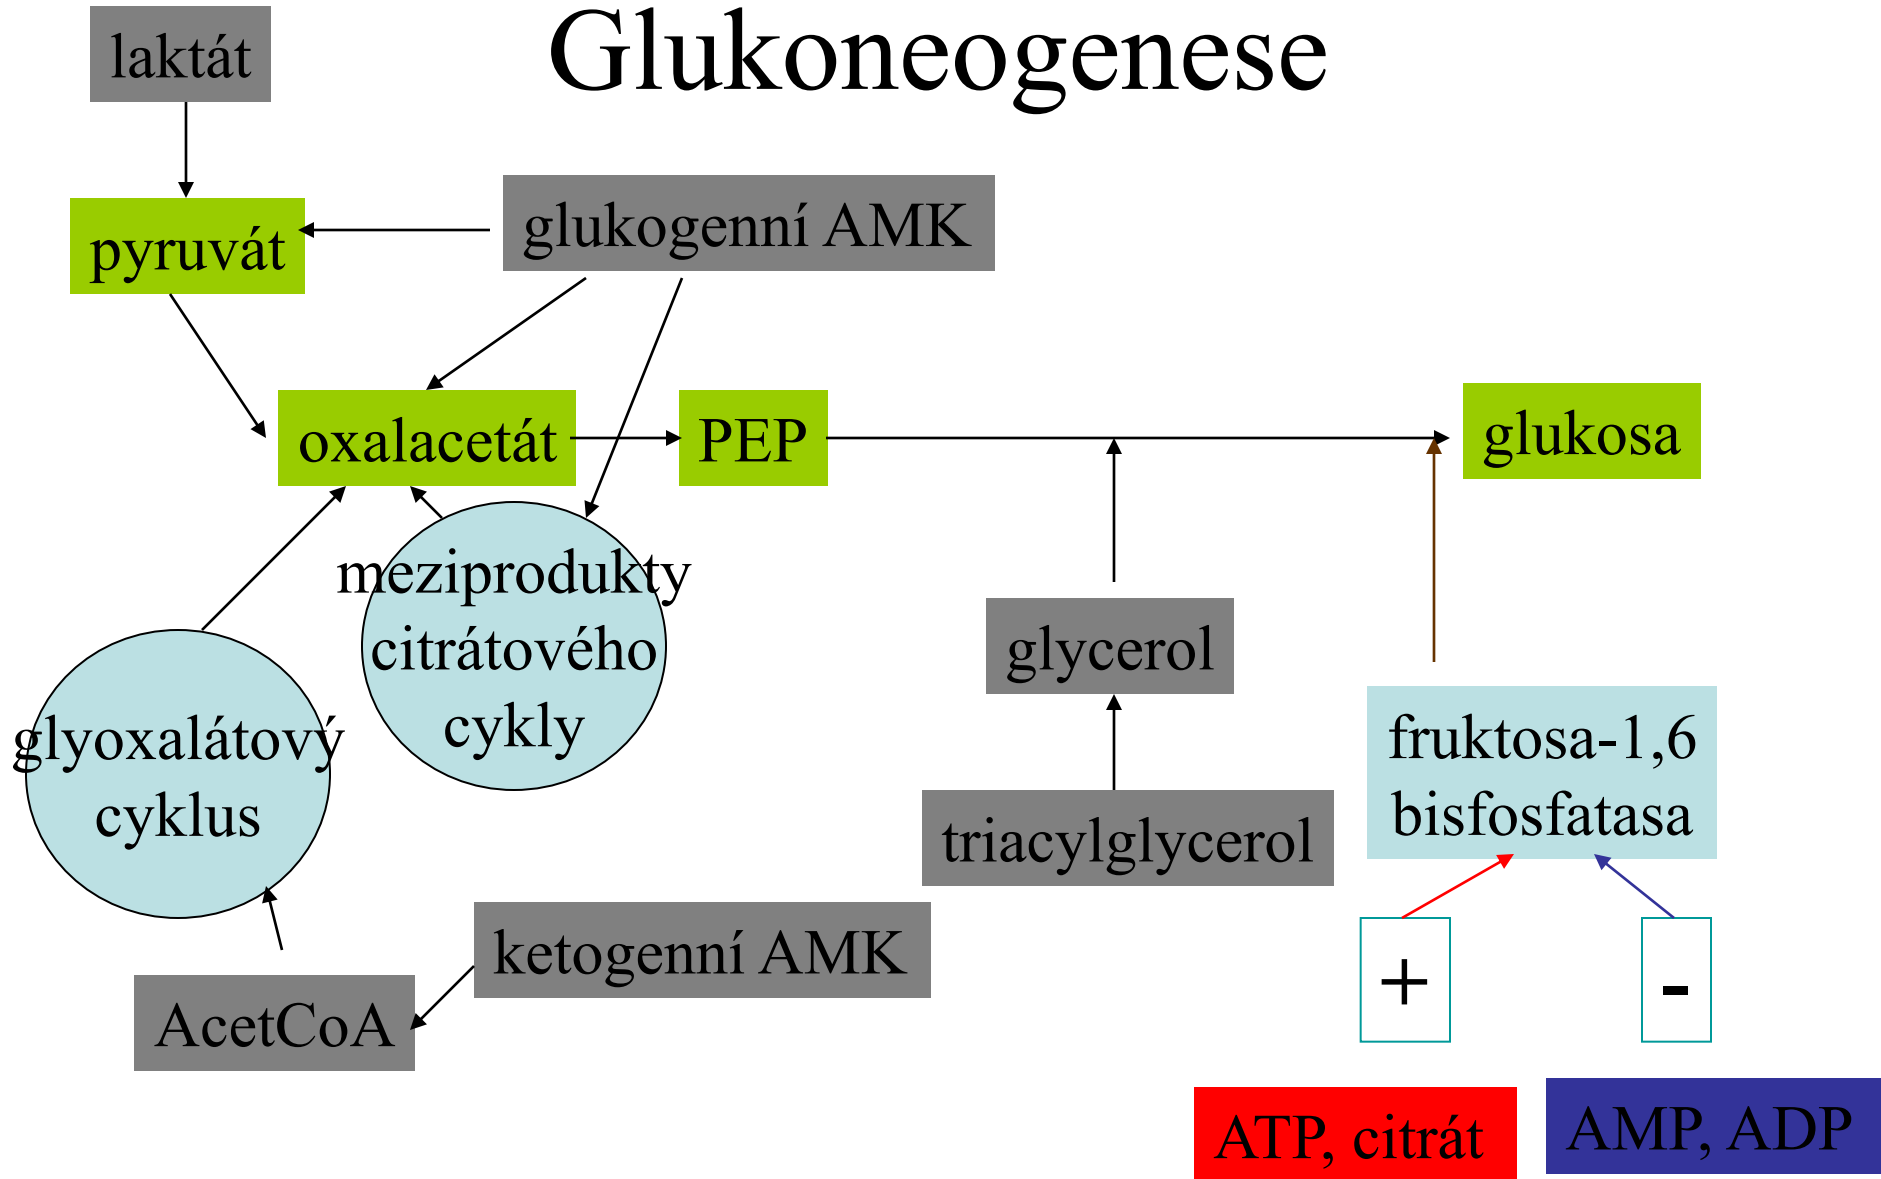 Glukoneogenese
laktát
glukogenní AMK
pyruvát
oxalacetát
PEP
glukosa
meziprodukty
citrátového
cykly
glycerol
glyoxalátový
cyklus
fruktosa-1,6
bisfosfatasa
triacylglycerol
ketogenní AMK
AcetCoA
+
-
ATP, citrát
AMP, ADP